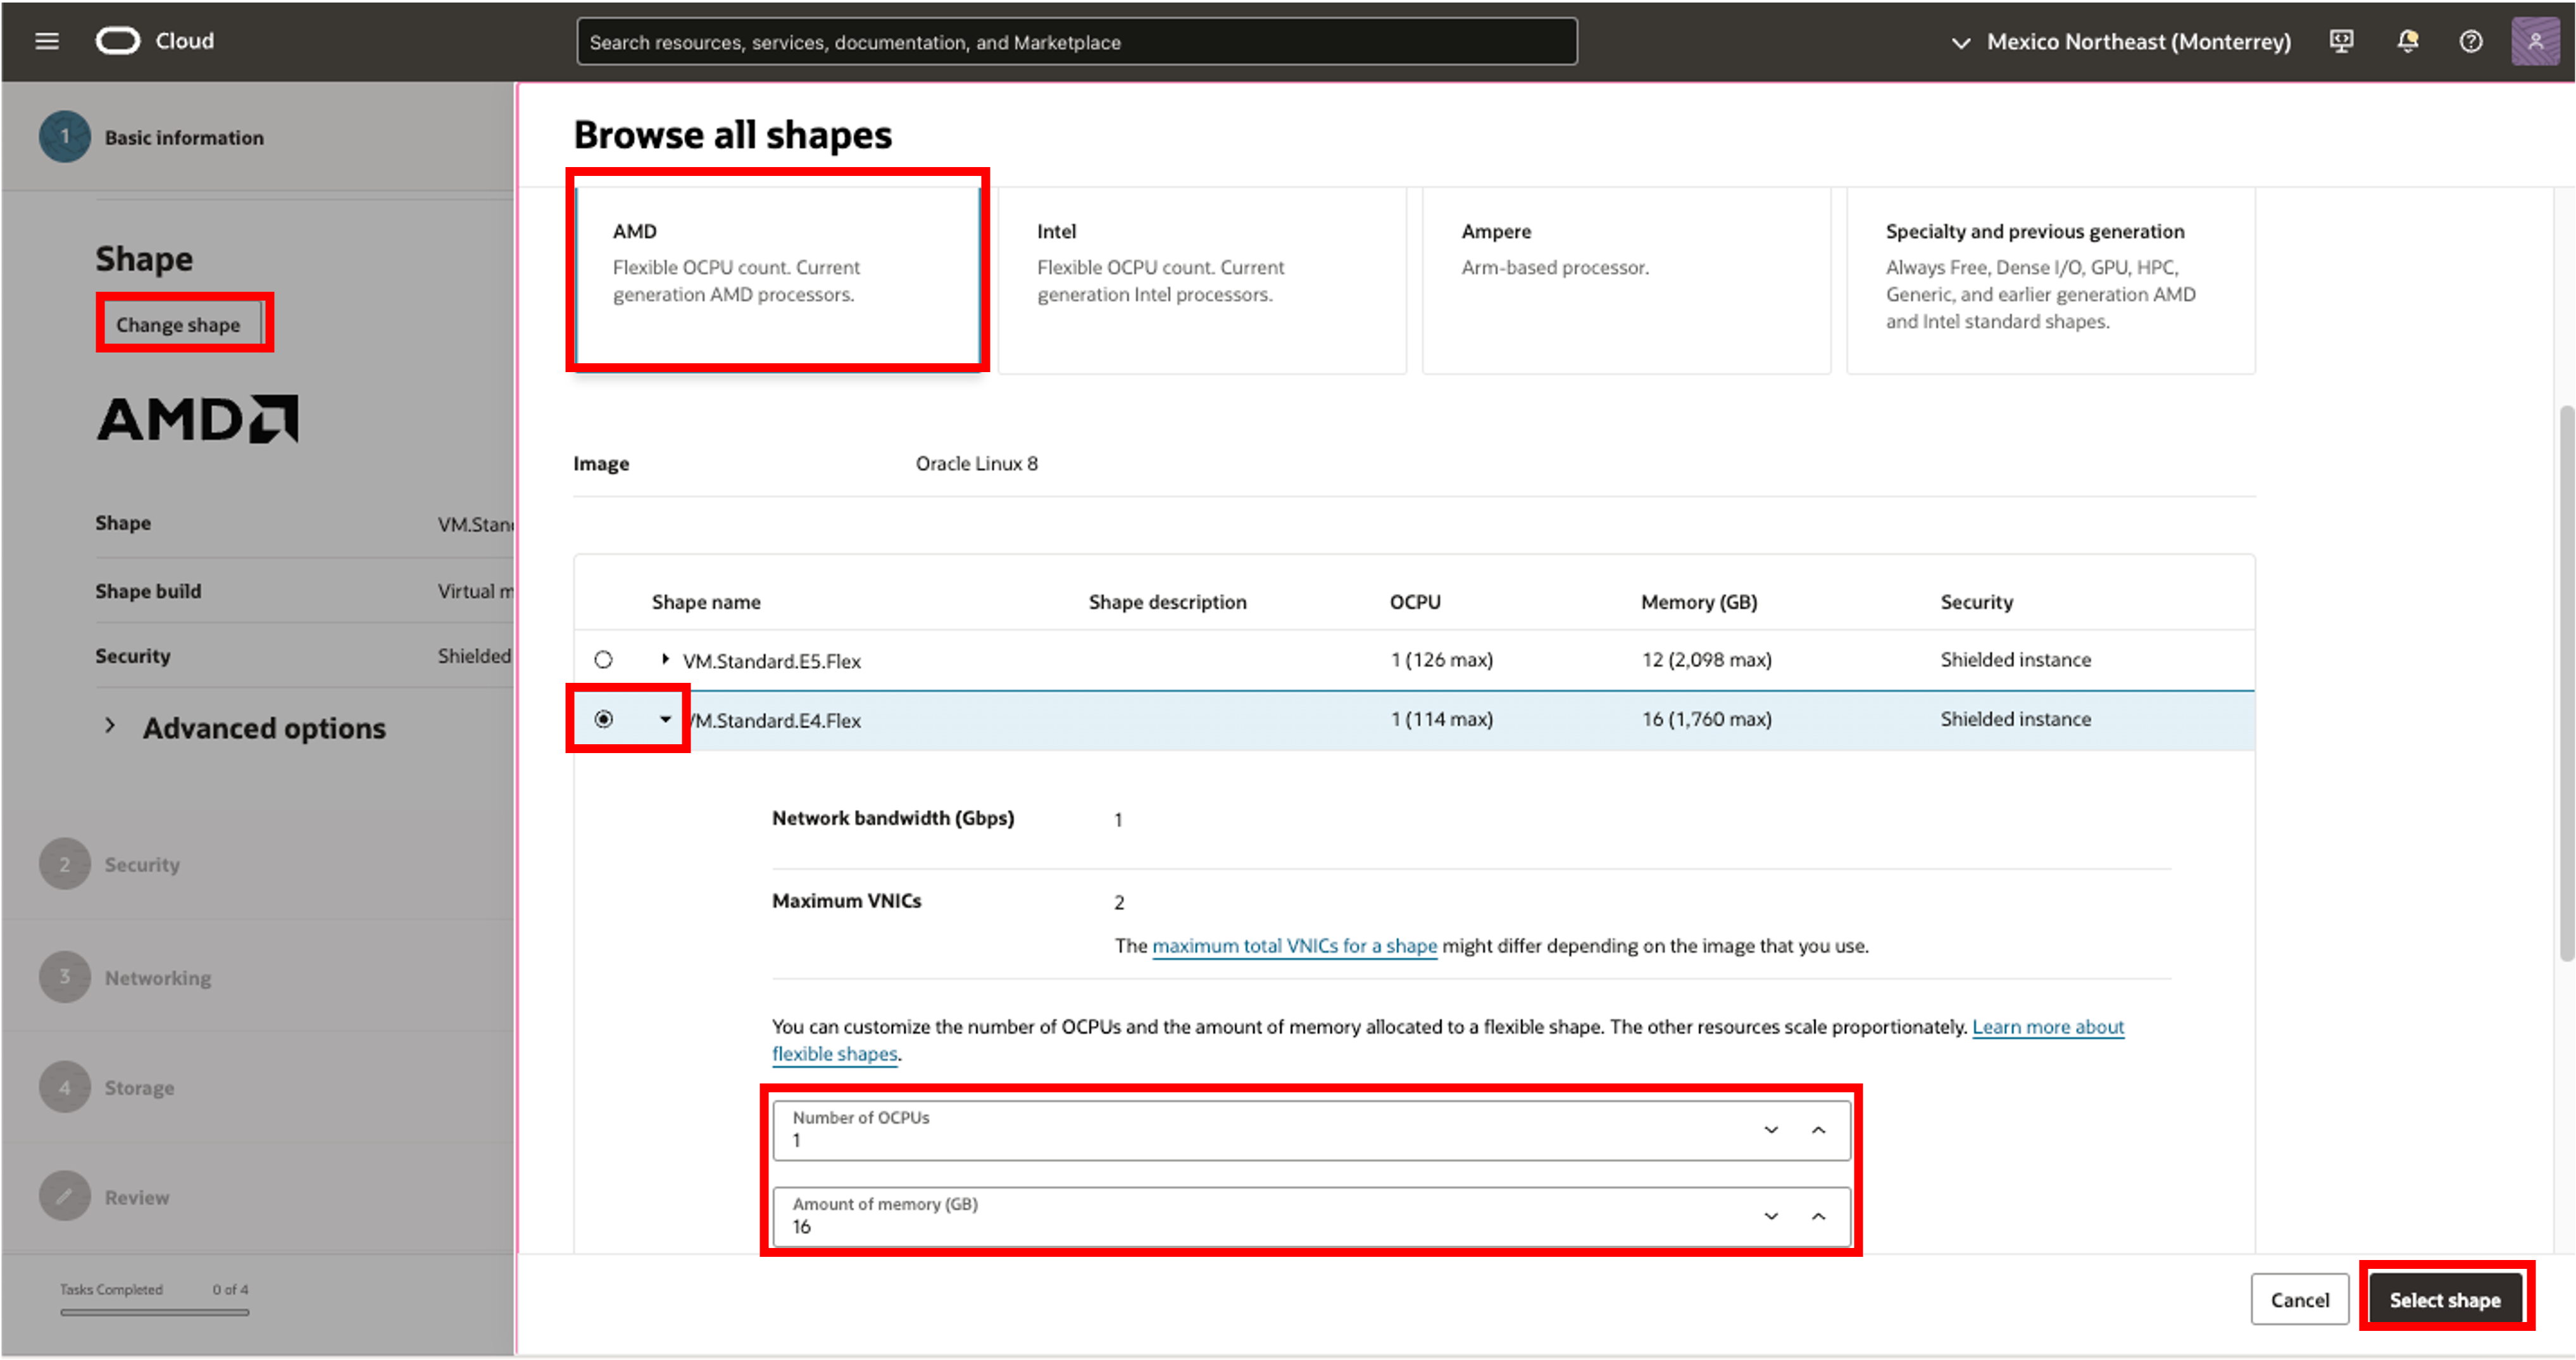 Cloud
Search resources, services, documentation, and Marketplace
Mexico Northeast (Monterrey)
1
Basic information
Shape
Change shape
AMD
Shape
VM.Stan
Shape build
Virtual m
Security
Shielded
Advanced options
2
Security
3
Networking
4
Storage
Review
Tasks Completed
0 of 4
Browse all shapes
AMD
Flexible OCPU count. Current
generation AMD processors.
Intel
Flexible OCPU count. Current
generation Intel processors.
Ampere
Arm-based processor.
Specialty and previous generation
Always Free, Dense I/O, GPU, HPC,
Generic, and earlier generation AMD
and Intel standard shapes.
Image
Oracle Linux 8
Shape name
Shape description
OCPU
Memory (GB)
Security
VM.Standard.E5.Flex
1 (126 max)
12 (2,098 max)
Shielded instance
VM.Standard.E4.Flex
1 (114 max)
16 (1,760 max)
Shielded instance
Network bandwidth (Gbps)
1
Maximum VNICs
2
The maximum total VNICs for a shape might differ depending on the image that you use.
You can customize the number of OCPUs and the amount of memory allocated to a flexible shape. The other resources scale proportionately. Learn more about
flexible shapes.
Number of OCPUs
1
Amount of memory (GB)
16
Cancel
Select shape